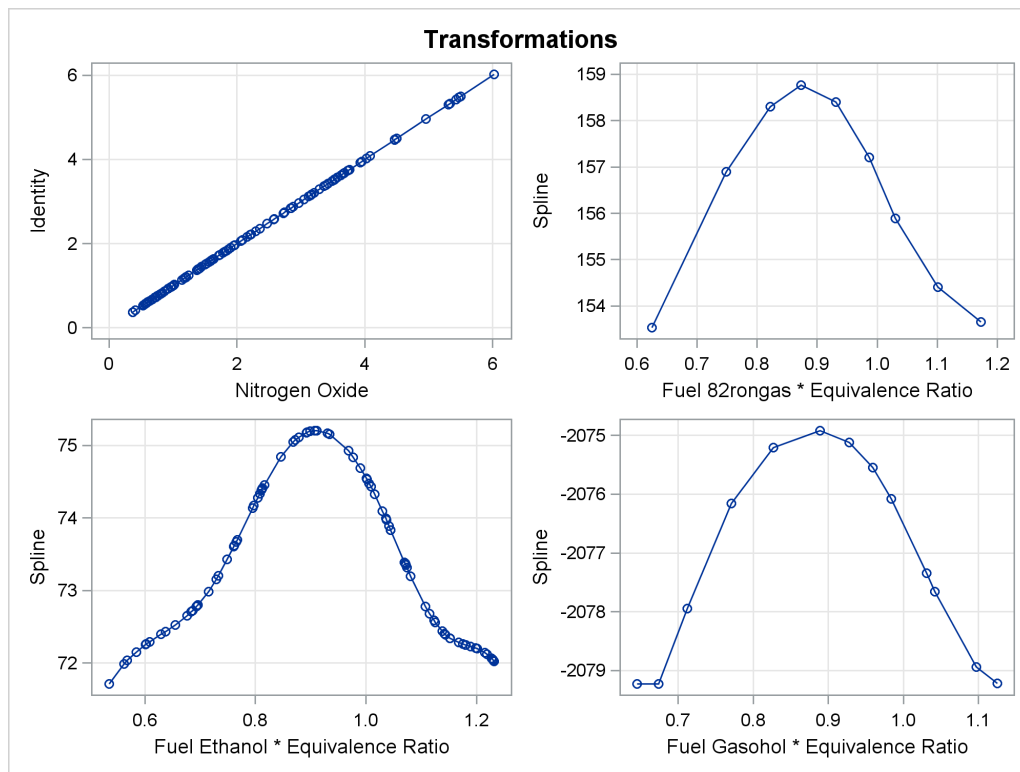 Transformations
6
4
2
0
Identity
0 2 4 6
Nitrogen Oxide
159
158
157
156
155
154
Spline
0.6 0.7 0.8 0.9 1.0 1.1 1.2
Fuel 82rongas * Equivalence Ratio
75
74
73
72
Spline
0.6 0.8 1.0 1.2
Fuel Ethanol * Equivalence Ratio
-2075
-2076
-2077
-2078
-2079
Spline
0.7 0.8 0.9 1.0 1.1
Fuel Gasohol * Equivalence Ratio